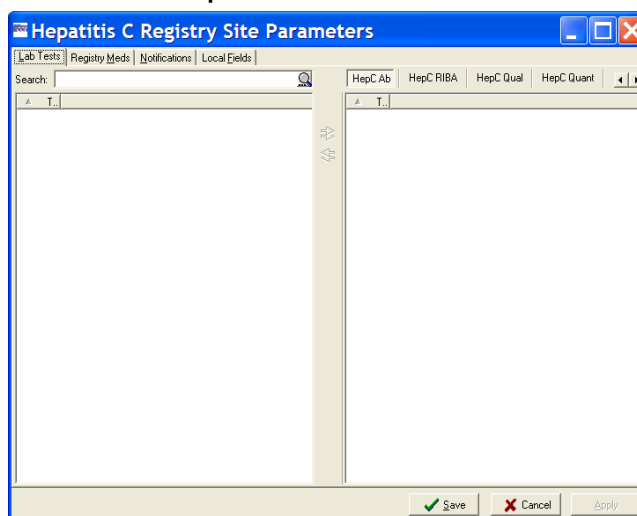 Hepatitis C Registry Site Parameters
Lab Tests Registry Meds Notifications Local Fields
Search: HepC Ab HepC RIBA HepC Qual HepC Quant
T.. T..
Save Cancel Apply